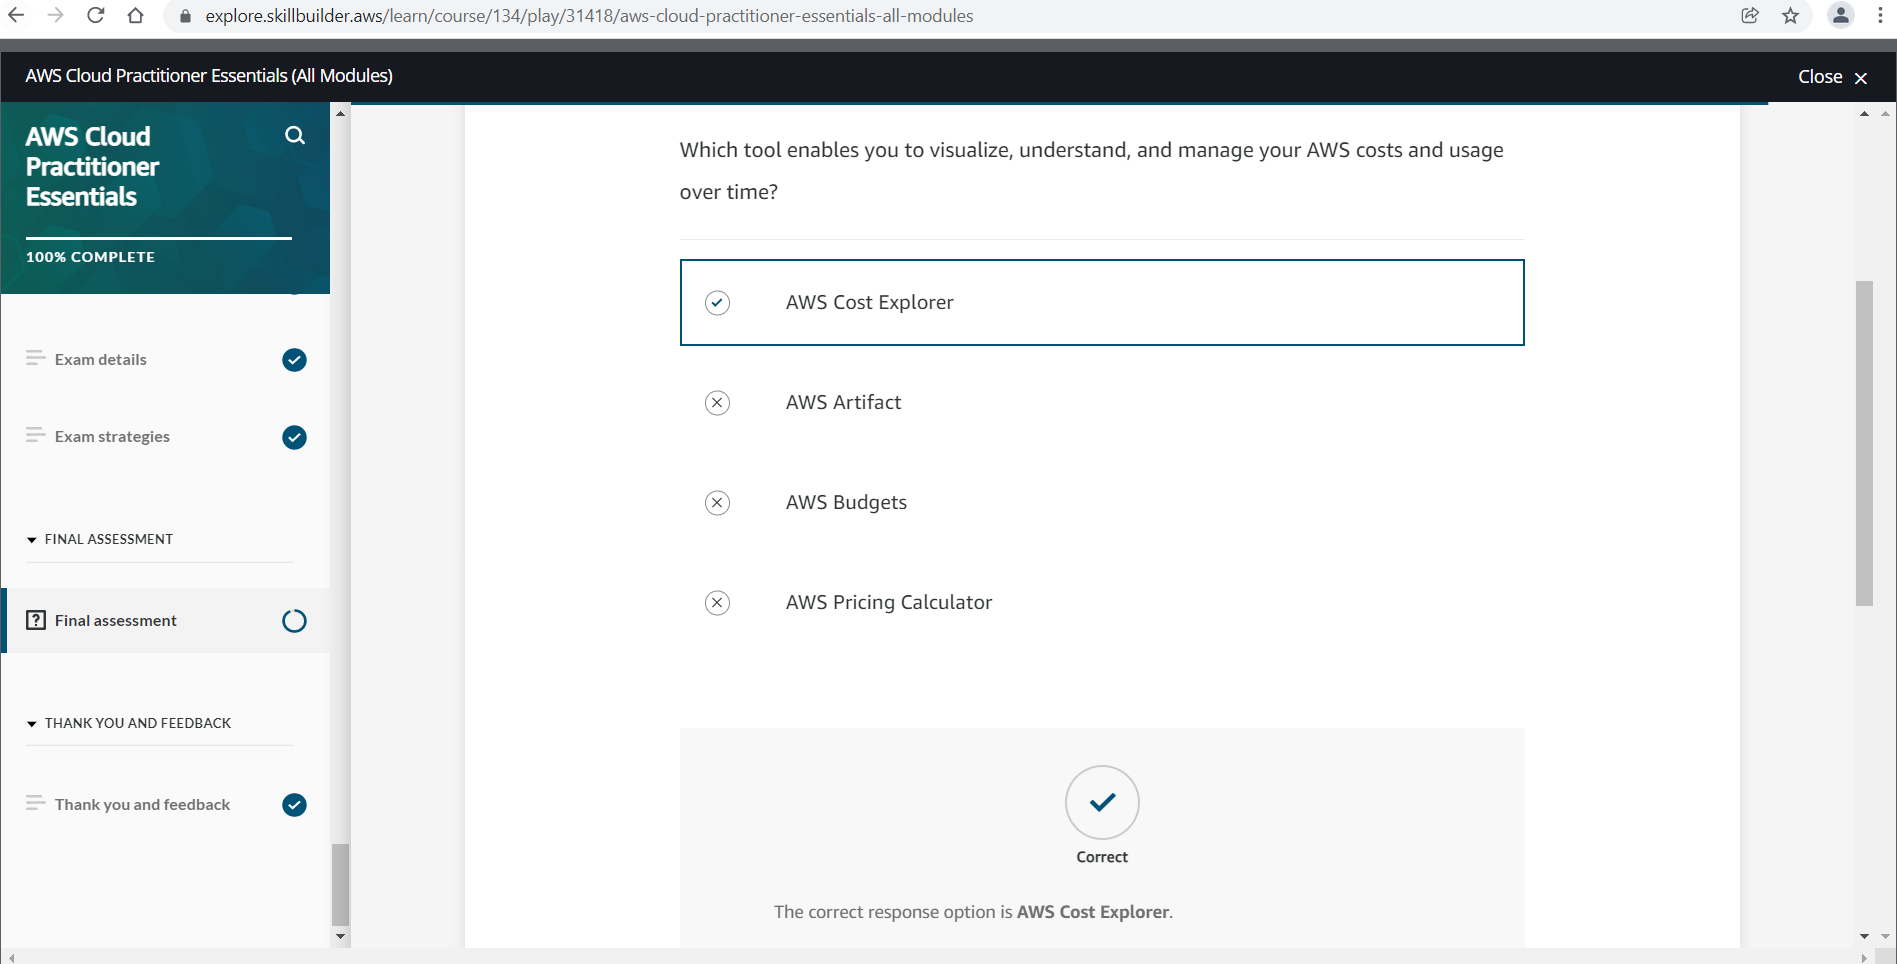 explore.skillbuilder.aws/learn/course/134/play/31418/aws-cloud-practitioner-essentials-all-modules
AWS Cloud Practitioner Essentials (All Modules)
Close
AWS Cloud
Practitioner
Essentials
100% COMPLETE
Exam details
Exam strategies
FINAL ASSESSMENT
Final assessment
THANK YOU AND FEEDBACK
Thank you and feedback
Which tool enables you to visualize, understand, and manage your AWS costs and usage
over time?
AWS Cost Explorer
AWS Artifact
AWS Budgets
AWS Pricing Calculator
Correct
The correct response option is AWS Cost Explorer.